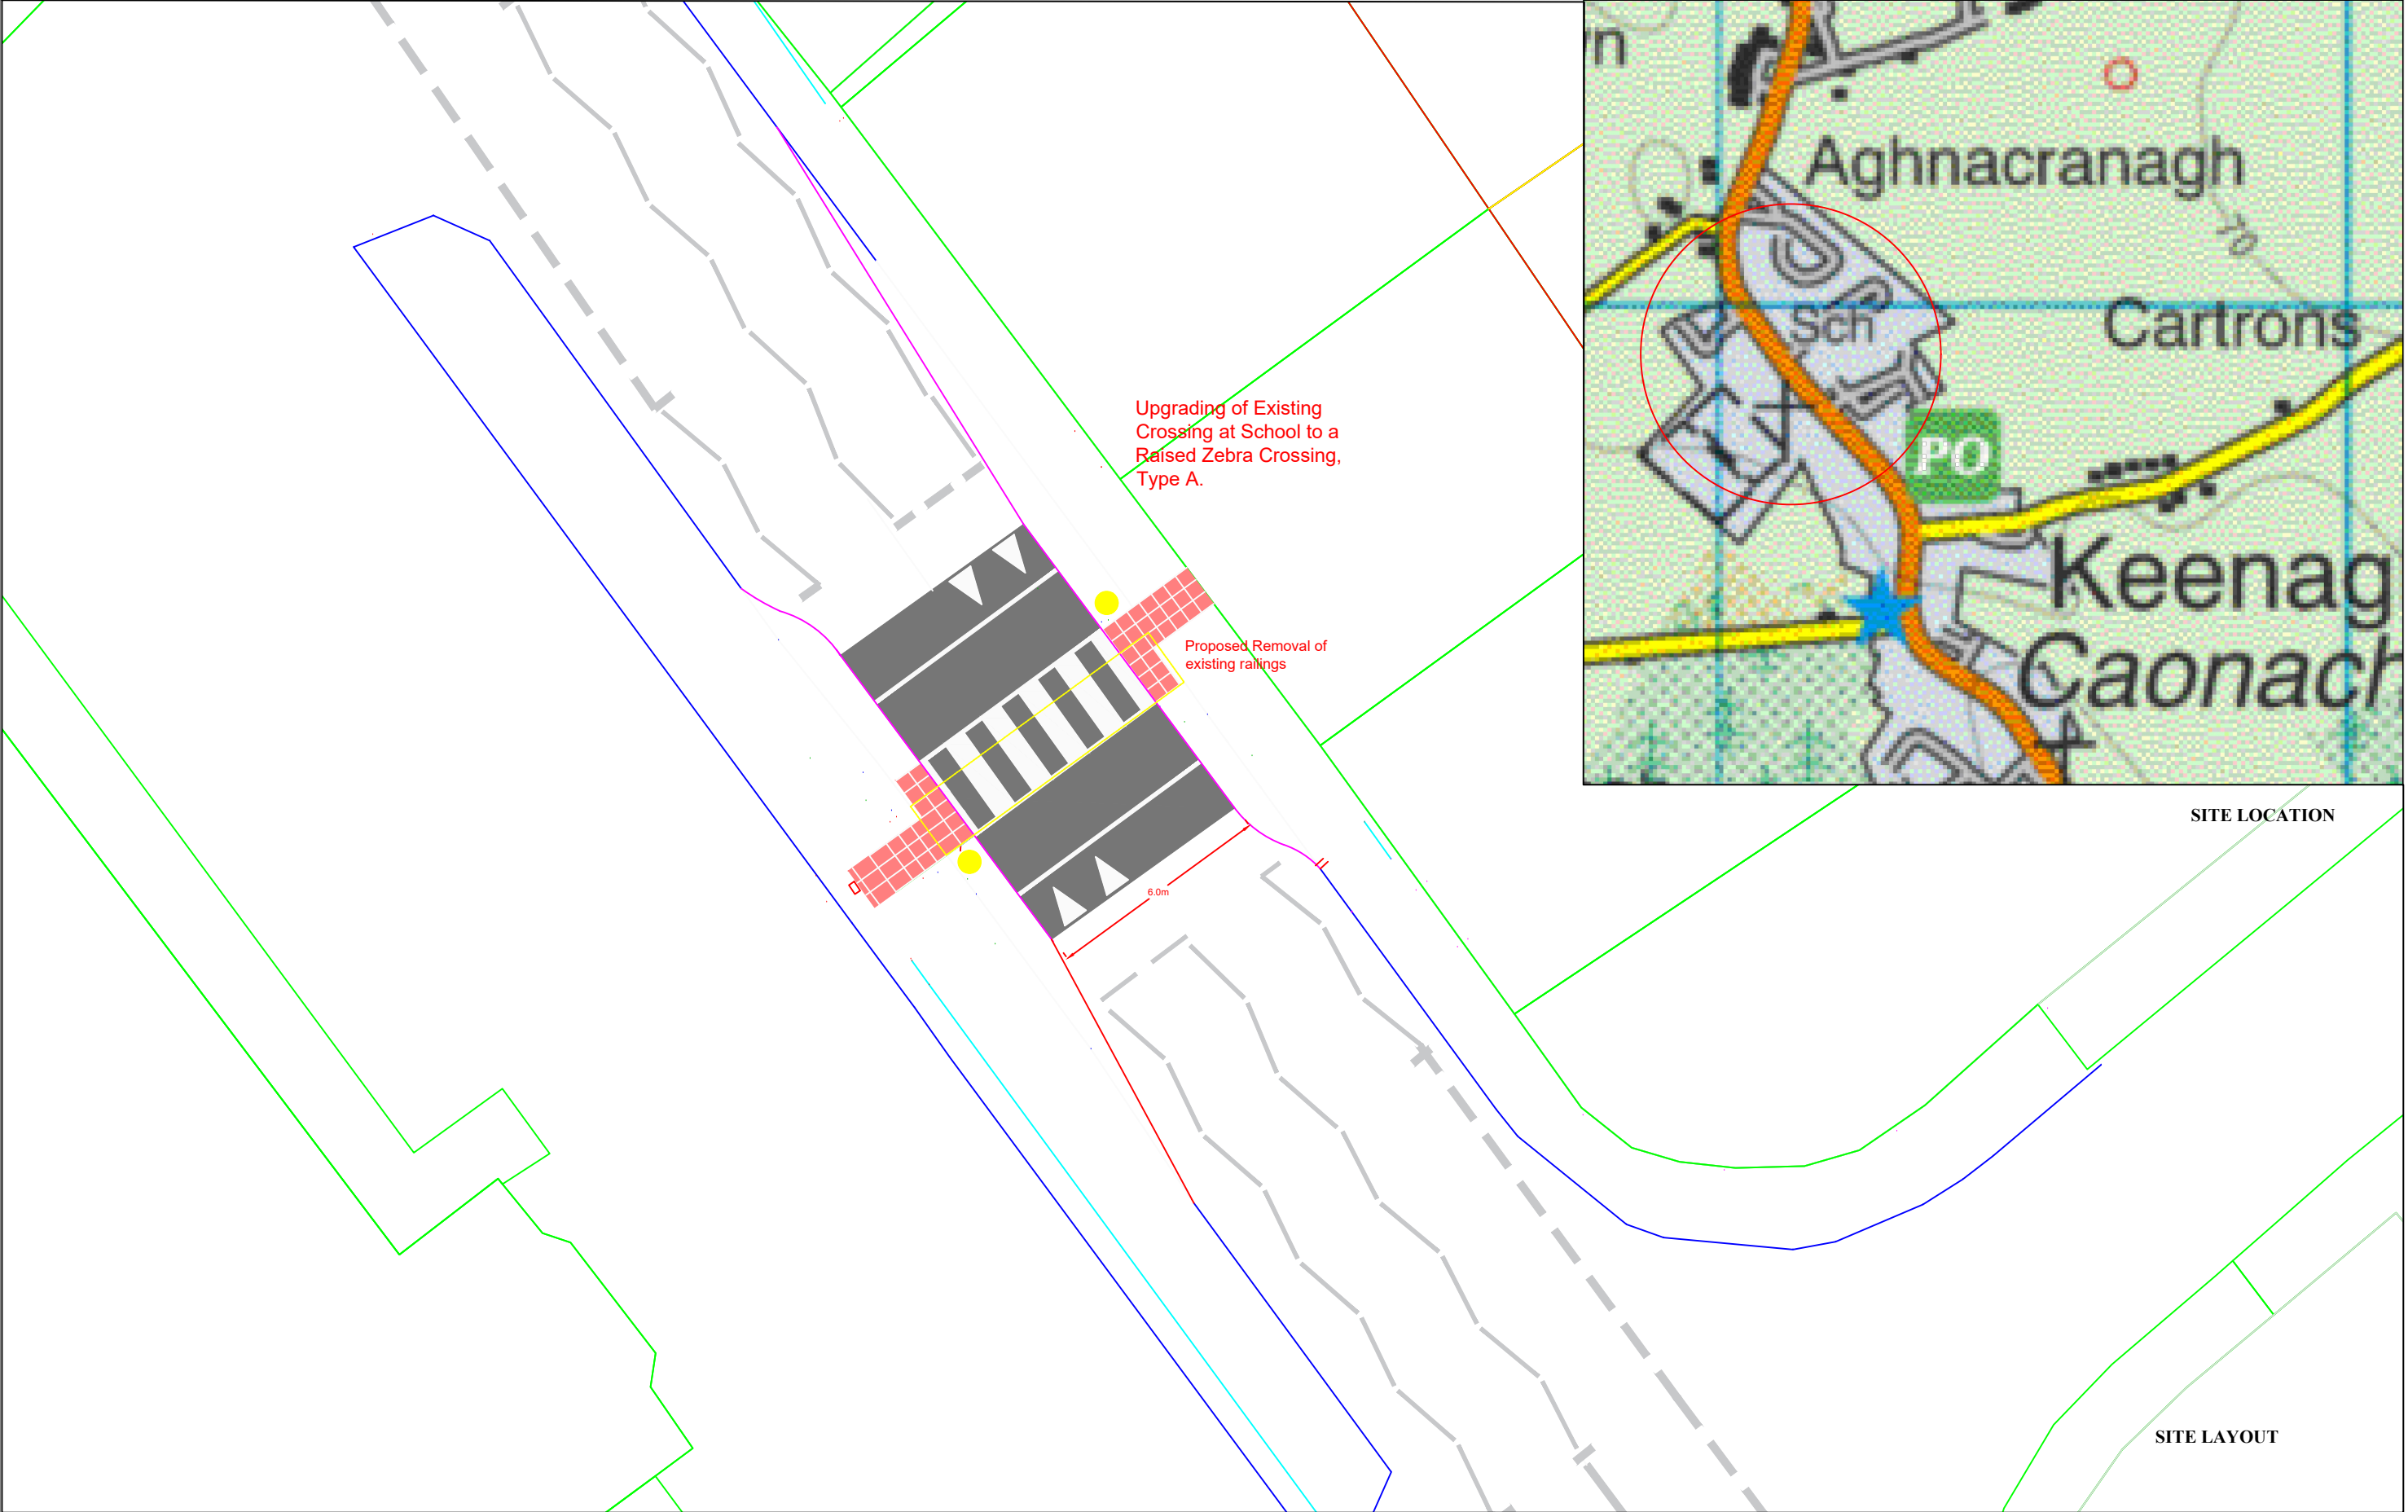 Upgrading of Existing
Crossing at School to a
Raised Zebra Crossing,
Type A.
Proposed Removal of
existing railings
6.0m
Aghnacranagh
70
Sch
Cartrons
PO
Keenag
Caonach
SITE LOCATION
SITE LAYOUT